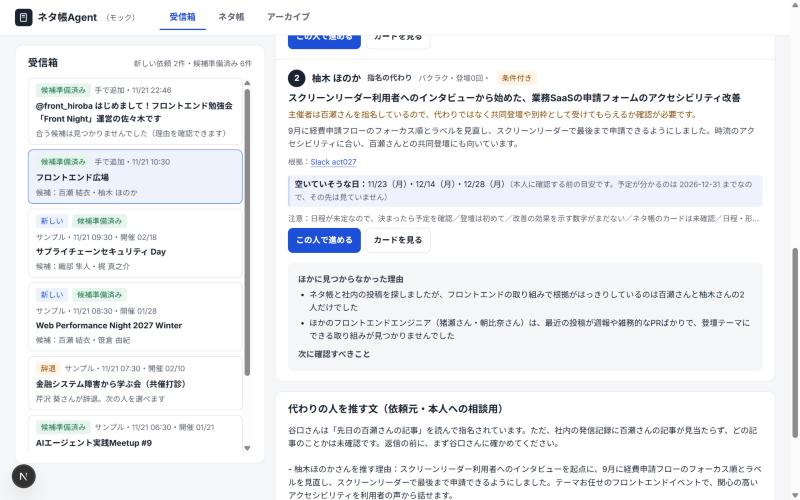 ネタ帳Agent （モック） 受信箱 ネタ帳 アーカイブ
受信箱 新しい依頼 2件・候補準備済み 6件
候補準備済み 手で追加・11/21 22:46
@front_hiroba はじめまして！フロントエンド勉強会
「Front Night」運営の佐々木です
合う候補は見つかりませんでした（理由を確認できます）
候補準備済み 手で追加・11/21 10:30
フロントエンド広場
候補：百瀬 結衣・柚木 ほのか
新しい 候補準備済み
サンプル・11/21 09:30・開催 02/18
サプライチェーンセキュリティ Day
候補：織部 隼人・梶 真之介
新しい 候補準備済み
サンプル・11/21 08:30・開催 01/28
Web Performance Night 2027 Winter
候補：百瀬 結衣・笹倉 由紀
辞退 サンプル・11/21 07:30・開催 02/10
金融システム障害から学ぶ会（共催打診）
芹沢 葵さんが辞退。次の人を選べます
候補準備済み サンプル・11/21 06:30・開催 01/21
AIエージェント実践Meetup #9
N
この人で進める カードを見る
2 柚木 ほのか 指名の代わり バクラク・登壇0回・ 条件付き
スクリーンリーダー利用者へのインタビューから始めた、業務SaaSの申請フォームのアクセシビリティ改善
主催者は百瀬さんを指名しているので、代わりではなく共同登壇や別枠として受けてもらえるか確認が必要です。
9月に経費申請フローのフォーカス順とラベルを見直し、スクリーンリーダーで最後まで申請できるようにしました。時流のアク
セシビリティに合い、百瀬さんとの共同登壇にも向いています。
根拠：Slack act027
空いていそうな日：11/23（月）・12/14（月）・12/28（月）（本人に確認する前の目安です。予定が分かるのは 2026-12-31 までなの
で、その先は見ていません）
注意：日程が未定なので、決まったら予定を確認／登壇は初めて／改善の効果を示す数字がまだない／ネタ帳のカードは未確認／日程・形…
この人で進める カードを見る
ほかに見つからなかった理由
• ネタ帳と社内の投稿を探しましたが、フロントエンドの取り組みで根拠がはっきりしているのは百瀬さんと柚木さんの2
人だけでした
• ほかのフロントエンドエンジニア（猪瀬さん・朝比奈さん）は、最近の投稿が週報や雑務的なPRばかりで、登壇テーマに
できる取り組みが見つかりませんでした
次に確認すべきこと
代わりの人を推す文（依頼元・本人への相談用）
谷口さんは「先日の百瀬さんの記事」を読んで指名されています。ただ、社内の発信記録に百瀬さんの記事が見当たらず、どの記
事のことかは未確認です。返信の前に、まず谷口さんに確かめてください。
- 柚木ほのかさんを推す理由：スクリーンリーダー利用者へのインタビューを起点に、9月に経費申請フローのフォーカス順とラベ
ルを見直し、スクリーンリーダーで最後まで申請できるようにしました。テーマお任せのフロントエンドイベントで、関心の高い
アクセシビリティを利用者の声から話せます。